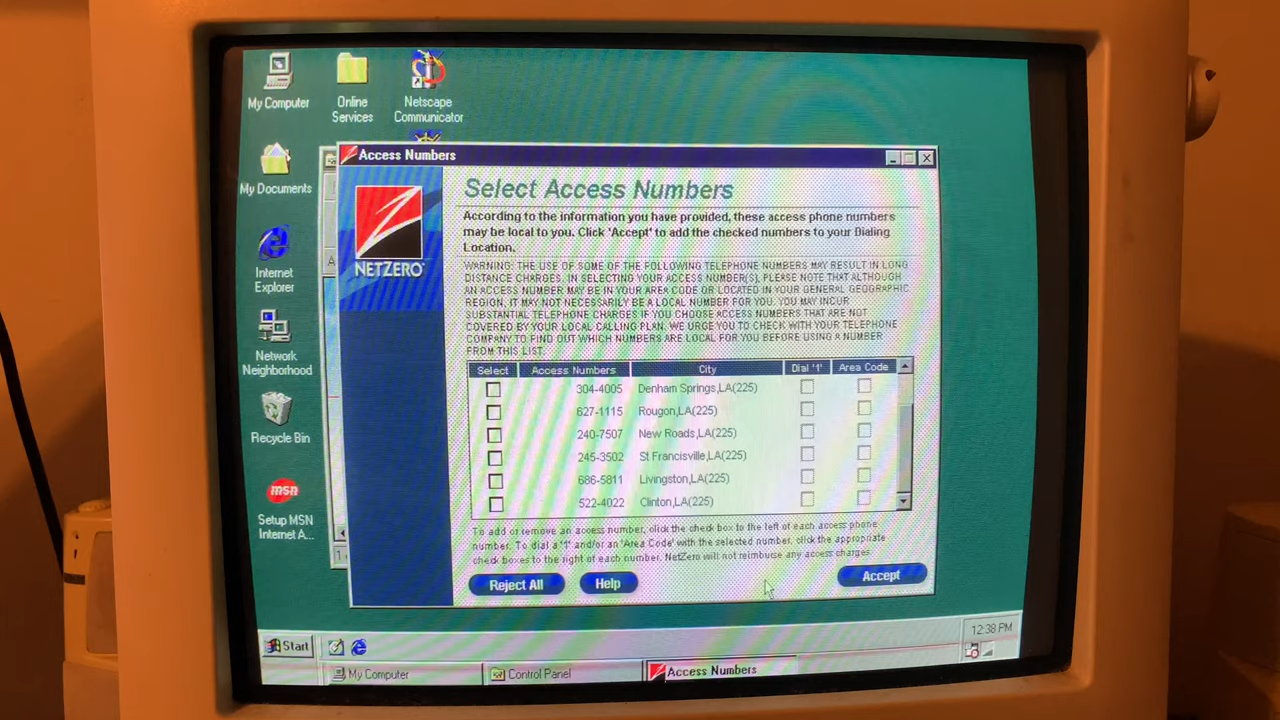 My Computer
Online
Services
Netscape
Communicator
My Documents
Internet
Explorer
Network
Neighborhood
Recycle Bin
msn
Setup MSN
Internet A...
Access Numbers
NETZERO
Select Access Numbers
According to the information you have provided, these access phone numbers
may be local to you. Click 'Accept' to add the checked numbers to your Dialing
Location.
WARNING: THE USE OF SOME OF THE FOLLOWING TELEPHONE NUMBERS MAY RESULT IN LONG
DISTANCE CHARGES. IN SELECTING YOUR ACCESS NUMBER(S), PLEASE NOTE THAT ALTHOUGH
AN ACCESS NUMBER MAY BE IN YOUR AREA CODE OR LOCATED IN YOUR GENERAL GEOGRAPHIC
REGION, IT MAY NOT NECESSARILY BE A LOCAL NUMBER FOR YOU. YOU MAY INCUR
SUBSTANTIAL TELEPHONE CHARGES IF YOU CHOOSE ACCESS NUMBERS THAT ARE NOT
COVERED BY YOUR LOCAL CALLING PLAN. WE URGE YOU TO CHECK WITH YOUR TELEPHONE
COMPANY TO FIND OUT WHICH NUMBERS ARE LOCAL FOR YOU BEFORE USING A NUMBER
FROM THIS LIST.
Select Access Numbers City Dial '1' Area Code
304-4005 Denham Springs,LA(225)
627-1115 Rougon,LA(225)
240-7507 New Roads,LA(225)
245-3502 St Francisville,LA(225)
686-5811 Livingston,LA(225)
522-4022 Clinton,LA(225)
To add or remove an access number, click the check box to the left of each access phone
number. To dial a '1' and/or an 'Area Code' with the selected number, click the appropriate
check boxes to the right of each number. NetZero will not reimburse any access charges.
Reject All Help Accept
Start
12:38 PM
My Computer Control Panel Access Numbers